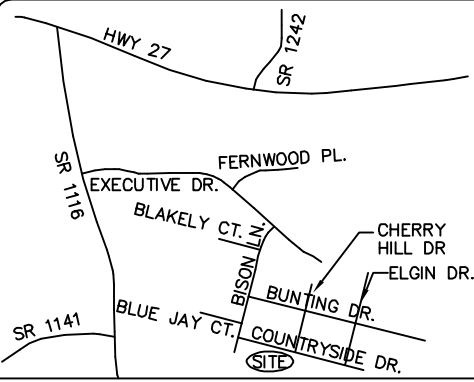 HWY 27
SR 1242
SR 1116
FERNWOOD PL.
EXECUTIVE DR.
BLAKELY CT.
BISON LN.
CHERRY
HILL DR
ELGIN DR.
BUNTING DR.
BLUE JAY CT.
COUNTRYSIDE DR.
SR 1141
SITE